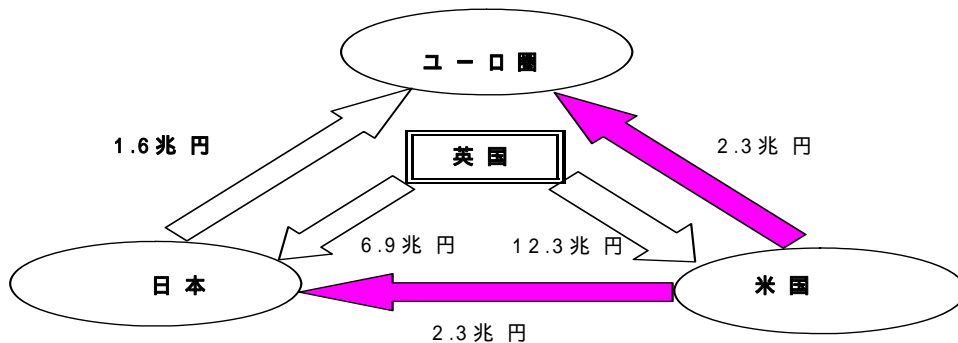 ユーロ圏
1.6兆円
英国
2.3兆円
6.9兆円
12.3兆円
日本
米国
2.3兆円